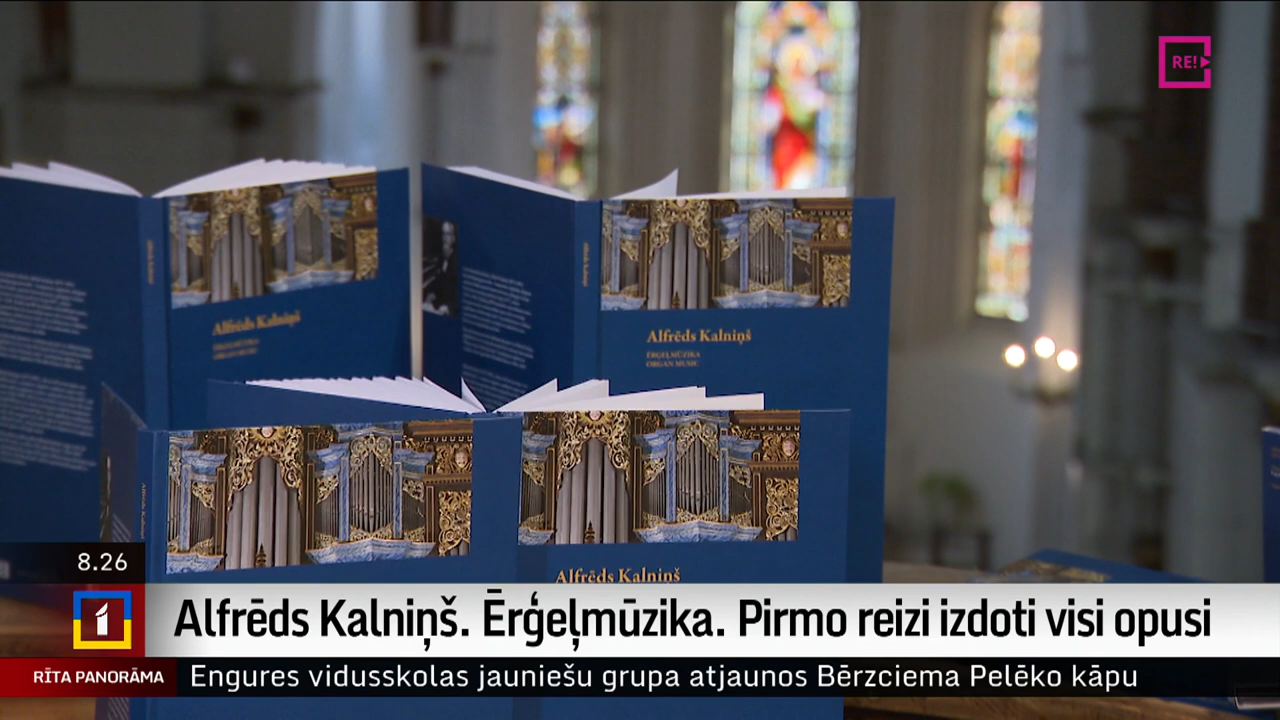 RE!
Alfrēds Kalniņš
ĒRĢEĻMŪZIKA
ORGAN MUSIC
Alfrēds Kalniņš
ĒRĢEĻMŪZIKA
ORGAN MUSIC
Alfrēds Kalniņš
8.26
1
Alfrēds Kalniņš. Ērģeļmūzika. Pirmo reizi izdoti visi opusi
RĪTA PANORĀMA
Engures vidusskolas jauniešu grupa atjaunos Bērzciema Pelēko kāpu